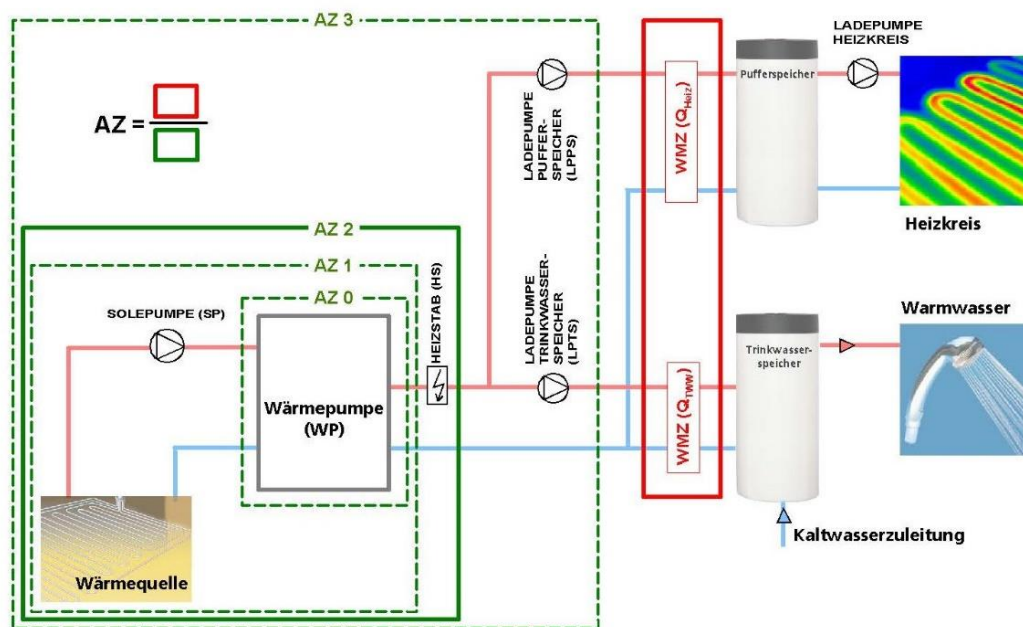 AZ 3
AZ =
LADEPUMPE
PUFFER-
SPEICHER
(LPPS)
WMZ (QHeiz)
Pufferspeicher
LADEPUMPE
HEIZKREIS
Heizkreis
AZ 2
AZ 1
AZ 0
SOLEPUMPE (SP)
Wärmepumpe
(WP)
HEIZSTAB (HS)
LADEPUMPE
TRINKWASSER-
SPEICHER
(LPTS)
WMZ (QTWW)
Trinkwasser-
speicher
Warmwasser
Wärmequelle
Kaltwasserzuleitung